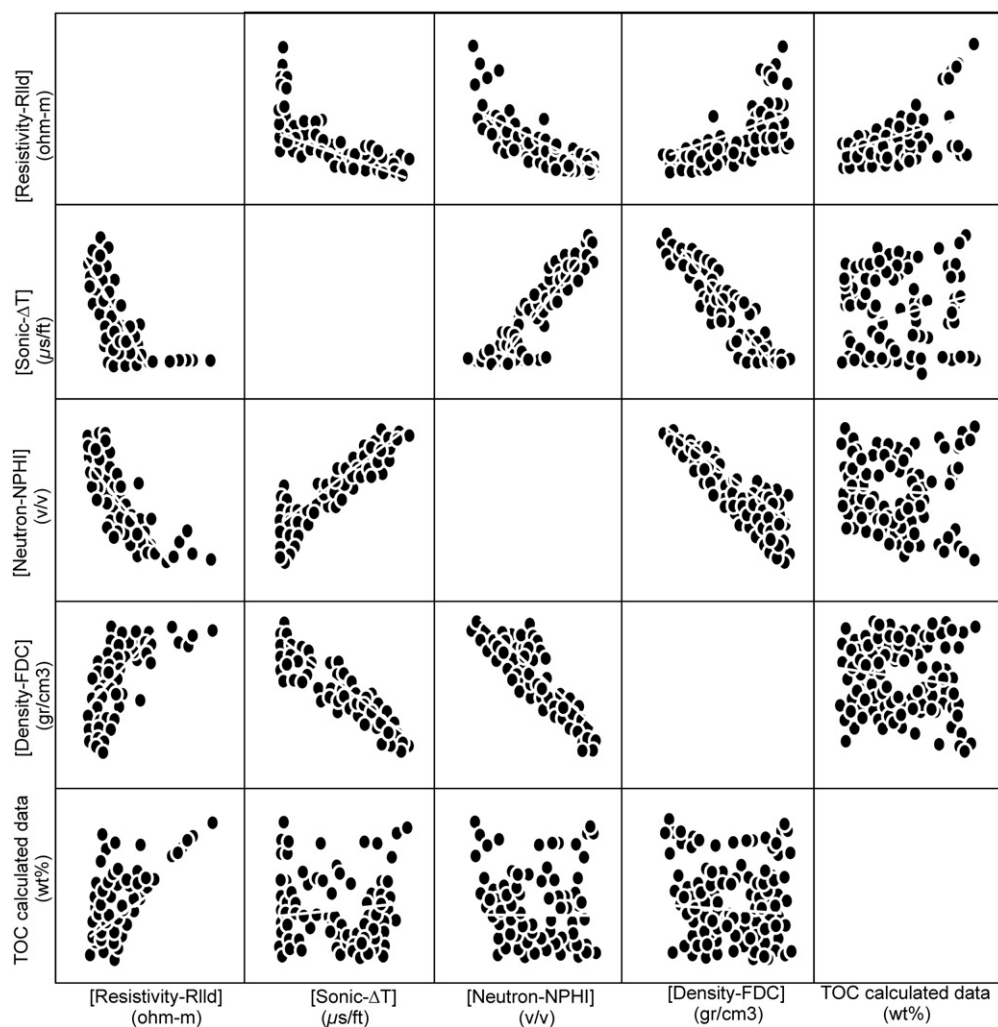 [Resistivity-Rlld]
(ohm-m)
[Sonic-ΔT]
(µs/ft)
[Neutron-NPHI]
(v/v)
[Density-FDC]
(gr/cm3)
TOC calculated data
(wt%)
[Resistivity-Rlld]
(ohm-m)
[Sonic-ΔT]
(µs/ft)
[Neutron-NPHI]
(v/v)
[Density-FDC]
(gr/cm3)
TOC calculated data
(wt%)